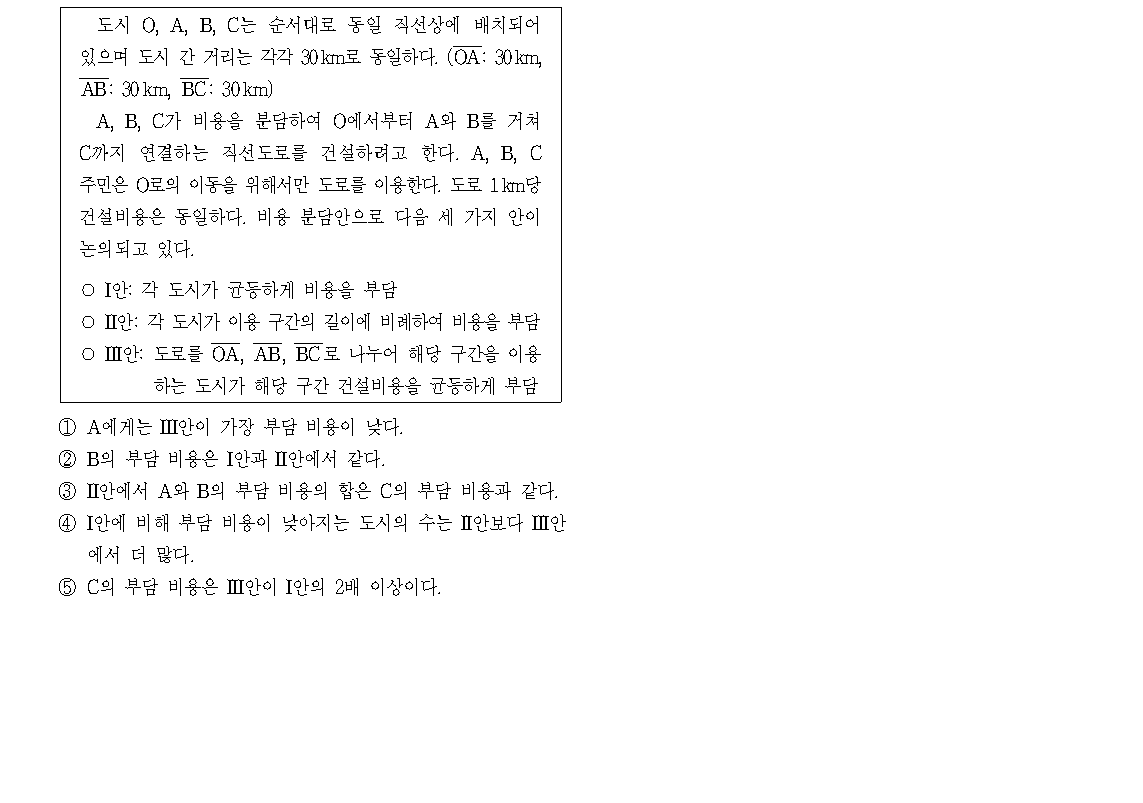 도시 O, A, B, C는 순서대로 동일 직선상에 배치되어
있으며 도시 간 거리는 각각 30km로 동일하다. (OA: 30km,
AB: 30km, BC: 30km)
A, B, C가 비용을 분담하여 O에서부터 A와 B를 거쳐
C까지 연결하는 직선도로를 건설하려고 한다. A, B, C
주민은 O로의 이동을 위해서만 도로를 이용한다. 도로 1km당
건설비용은 동일하다. 비용 분담안으로 다음 세 가지 안이
논의되고 있다.
○ Ⅰ안: 각 도시가 균등하게 비용을 부담
○ Ⅱ안: 각 도시가 이용 구간의 길이에 비례하여 비용을 부담
○ Ⅲ안: 도로를 OA, AB, BC로 나누어 해당 구간을 이용
하는 도시가 해당 구간 건설비용을 균등하게 부담
① A에게는 Ⅲ안이 가장 부담 비용이 낮다.
② B의 부담 비용은 Ⅰ안과 Ⅱ안에서 같다.
③ Ⅱ안에서 A와 B의 부담 비용의 합은 C의 부담 비용과 같다.
④ Ⅰ안에 비해 부담 비용이 낮아지는 도시의 수는 Ⅱ안보다 Ⅲ안
에서 더 많다.
⑤ C의 부담 비용은 Ⅲ안이 Ⅰ안의 2배 이상이다.